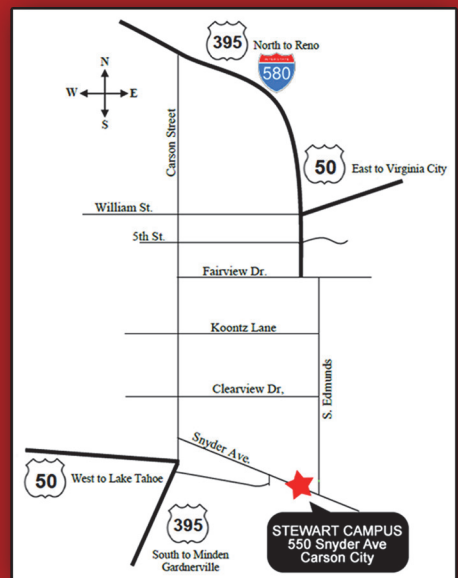 395
North to Reno
580
N
W
E
S
Carson Street
50
East to Virginia City
William St.
5th St.
Fairview Dr.
Koontz Lane
S. Edmunds
Clearview Dr,
Snyder Ave.
50
West to Lake Tahoe
395
South to Minden
Gardnerville
STEWART CAMPUS
550 Snyder Ave
Carson City